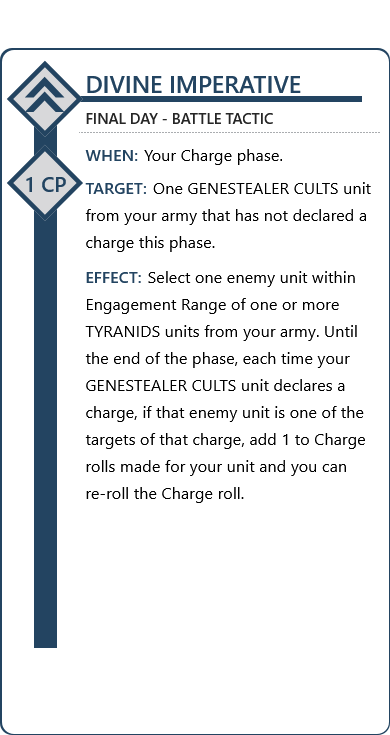 DIVINE IMPERATIVE
FINAL DAY - BATTLE TACTIC
1 CP
WHEN: Your Charge phase.
TARGET: One GENESTEALER CULTS unit
from your army that has not declared a
charge this phase.
EFFECT: Select one enemy unit within
Engagement Range of one or more
TYRANIDS units from your army. Until
the end of the phase, each time your
GENESTEALER CULTS unit declares a
charge, if that enemy unit is one of the
targets of that charge, add 1 to Charge
rolls made for your unit and you can
re-roll the Charge roll.